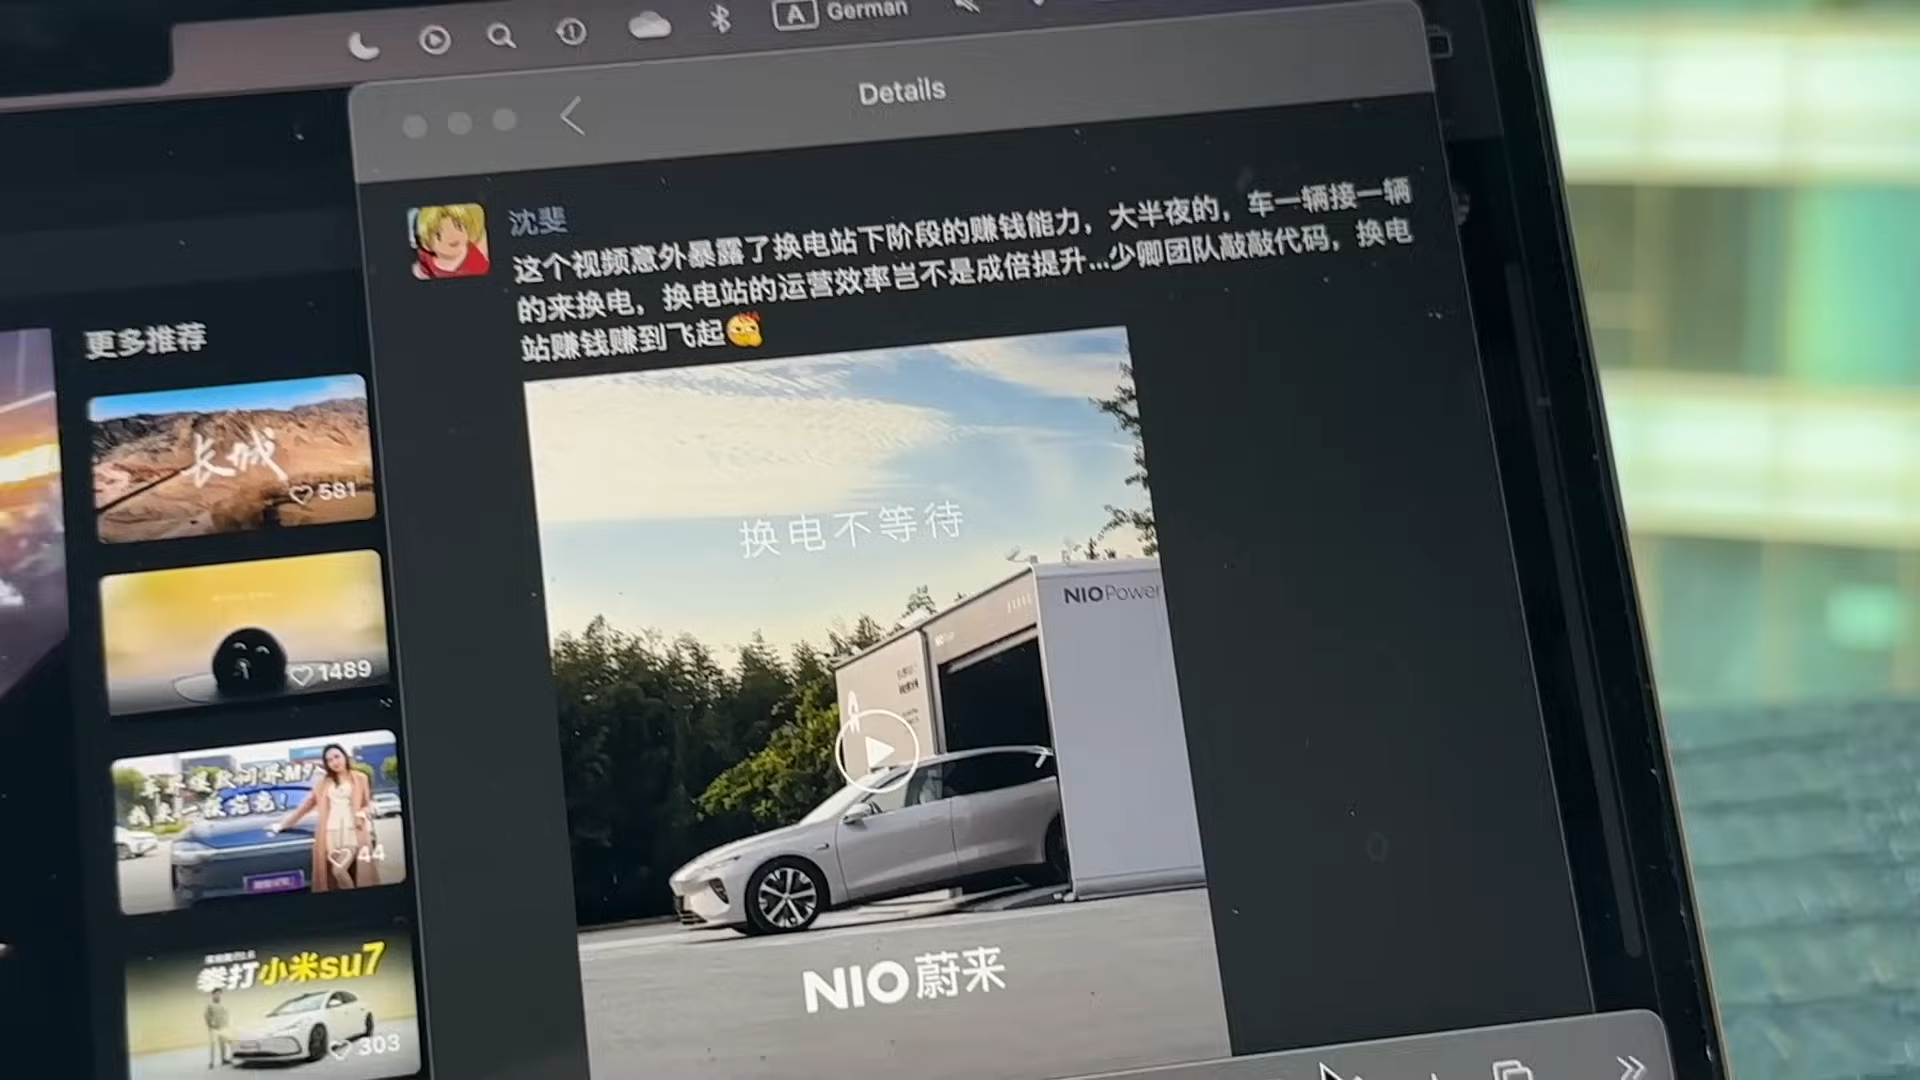 A German
Details
沈斐
这个视频意外暴露了换电站下阶段的赚钱能力，大半夜的，车一辆接一辆
的来换电，换电站的运营效率岂不是成倍提升...少卿团队敲敲代码，换电
站赚钱赚到飞起
更多推荐
长城
581
1489
44
拳打小米su7
303
换电不等待
NIOPower
NIO蔚来